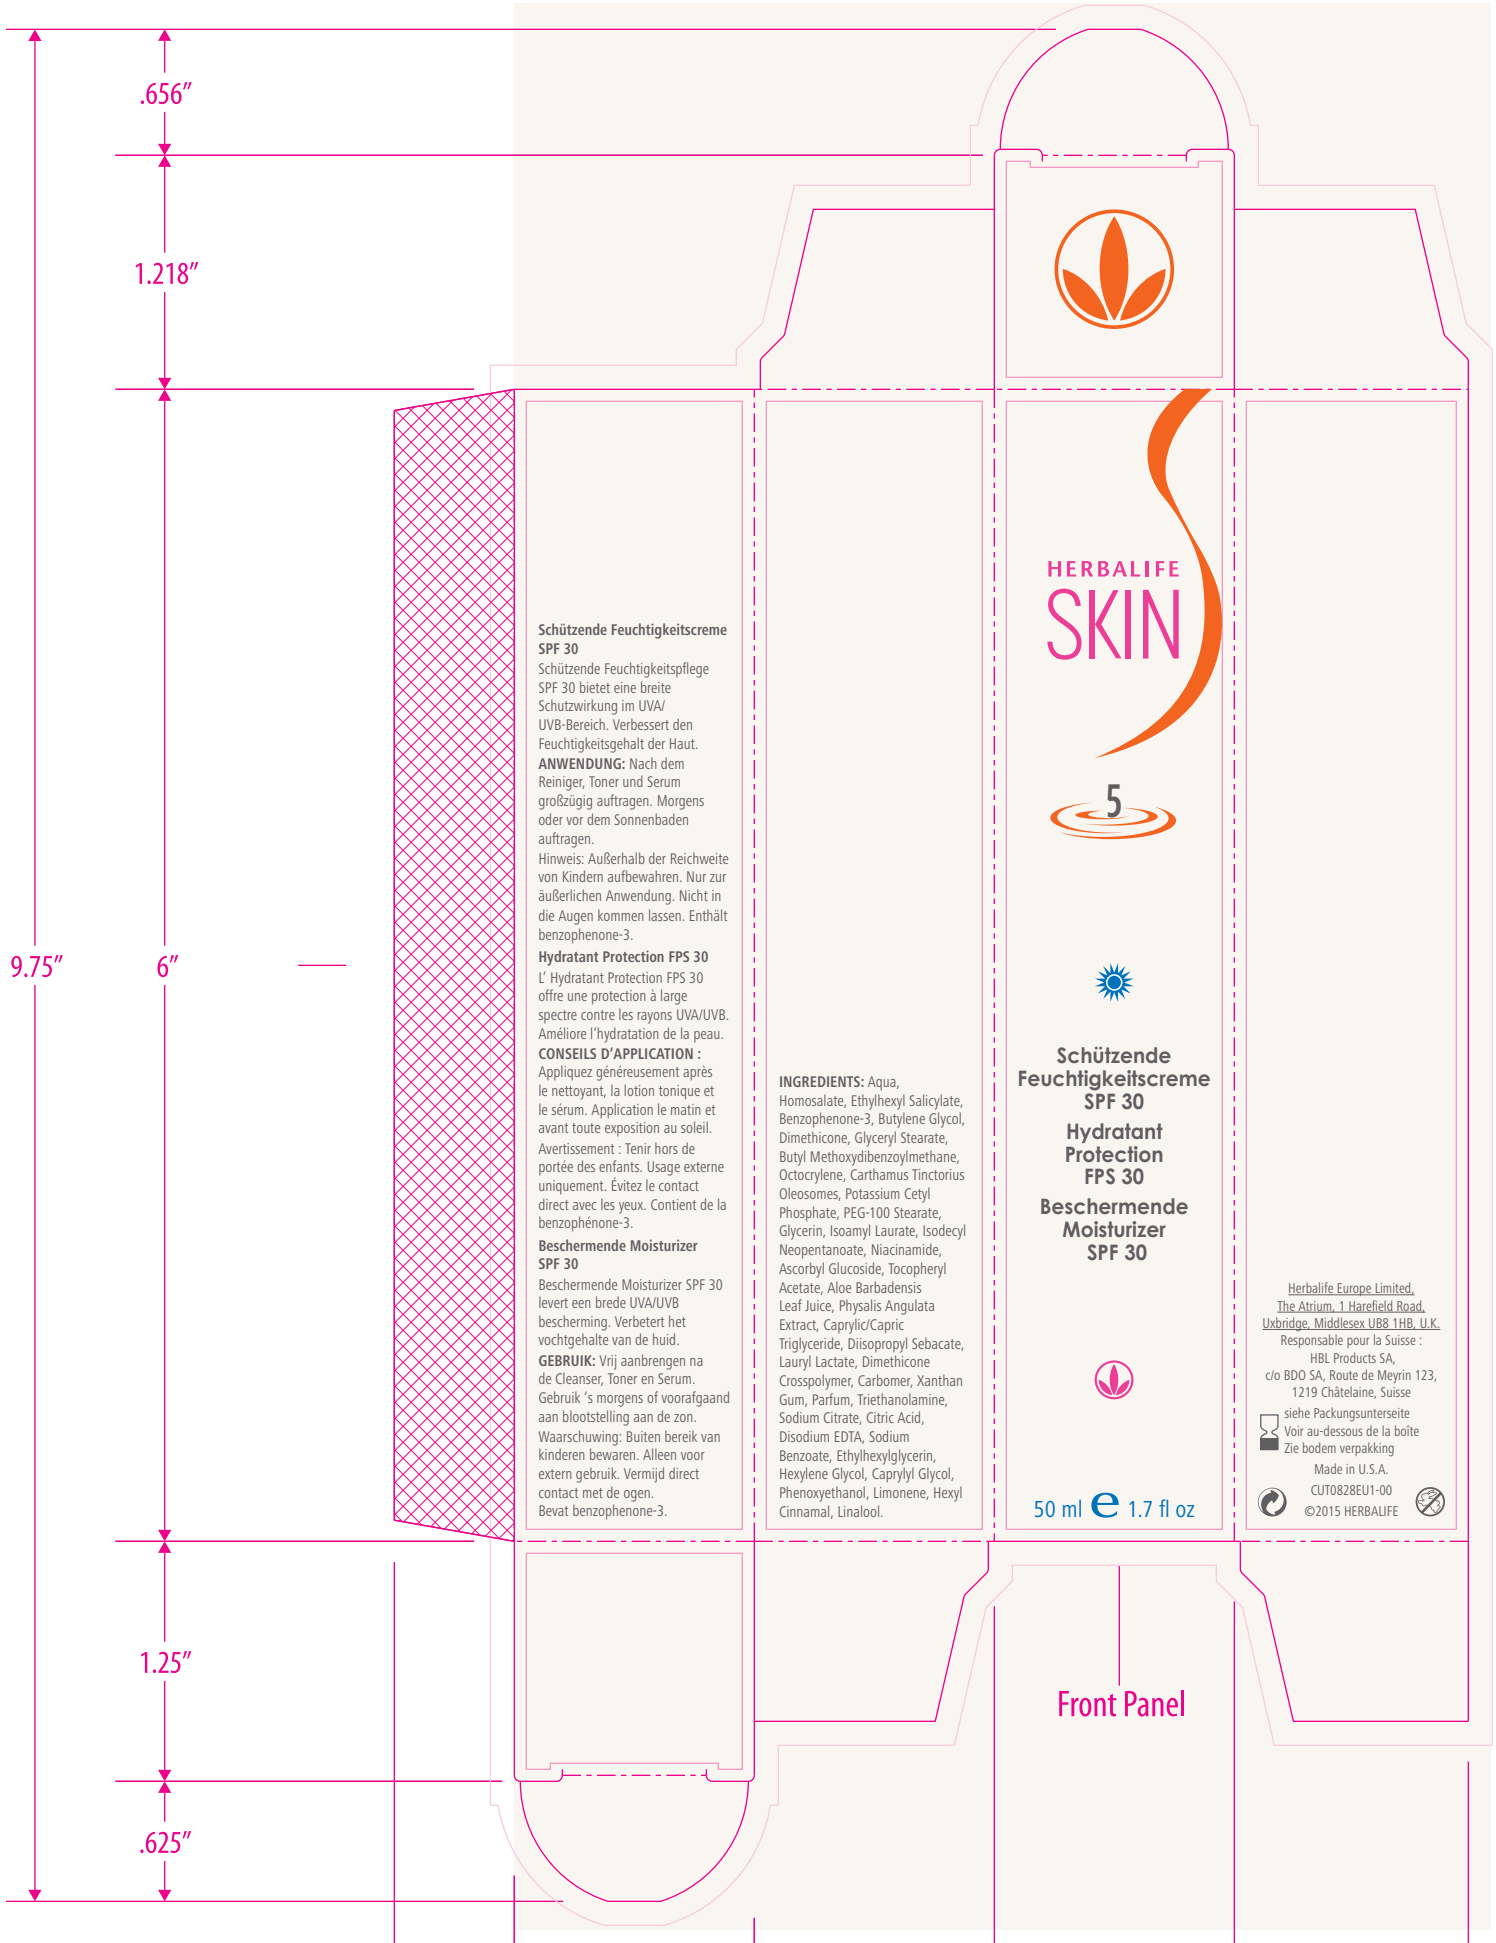 .656”
1.218”
9.75”
6”
1.25”
.625”
Schützende Feuchtigkeitscreme
SPF 30
Schützende Feuchtigkeitspflege
SPF 30 bietet eine breite
Schutzwirkung im UVA/
UVB-Bereich. Verbessert den
Feuchtigkeitsgehalt der Haut.
ANWENDUNG: Nach dem
Reiniger, Toner und Serum
großzügig auftragen. Morgens
oder vor dem Sonnenbaden
auftragen.
Hinweis: Außerhalb der Reichweite
von Kindern aufbewahren. Nur zur
äußerlichen Anwendung. Nicht in
die Augen kommen lassen. Enthält
benzophenone-3.
Hydratant Protection FPS 30
L’ Hydratant Protection FPS 30
offre une protection à large
spectre contre les rayons UVA/UVB.
Améliore l’hydratation de la peau.
CONSEILS D’APPLICATION :
Appliquez généreusement après
le nettoyant, la lotion tonique et
le sérum. Application le matin et
avant toute exposition au soleil.
Avertissement : Tenir hors de
portée des enfants. Usage externe
uniquement. Évitez le contact
direct avec les yeux. Contient de la
benzophénone-3.
Beschermende Moisturizer
SPF 30
Beschermende Moisturizer SPF 30
levert een brede UVA/UVB
bescherming. Verbetert het
vochtgehalte van de huid.
GEBRUIK: Vrij aanbrengen na
de Cleanser, Toner en Serum.
Gebruik ‘s morgens of voorafgaand
aan blootstelling aan de zon.
Waarschuwing: Buiten bereik van
kinderen bewaren. Alleen voor
extern gebruik. Vermijd direct
contact met de ogen.
Bevat benzophenone-3.
INGREDIENTS: Aqua,
Homosalate, Ethylhexyl Salicylate,
Benzophenone-3, Butylene Glycol,
Dimethicone, Glyceryl Stearate,
Butyl Methoxydibenzoylmethane,
Octocrylene, Carthamus Tinctorius
Oleosomes, Potassium Cetyl
Phosphate, PEG-100 Stearate,
Glycerin, Isoamyl Laurate, Isodecyl
Neopentanoate, Niacinamide,
Ascorbyl Glucoside, Tocopheryl
Acetate, Aloe Barbadensis
Leaf Juice, Physalis Angulata
Extract, Caprylic/Capric
Triglyceride, Diisopropyl Sebacate,
Lauryl Lactate, Dimethicone
Crosspolymer, Carbomer, Xanthan
Gum, Parfum, Triethanolamine,
Sodium Citrate, Citric Acid,
Disodium EDTA, Sodium
Benzoate, Ethylhexylglycerin,
Hexylene Glycol, Caprylyl Glycol,
Phenoxyethanol, Limonene, Hexyl
Cinnamal, Linalool.
HERBALIFE
SKIN
5
Schützende
Feuchtigkeitscreme
SPF 30
Hydratant
Protection
FPS 30
Beschermende
Moisturizer
SPF 30
50 ml e 1.7 fl oz
Herbalife Europe Limited,
The Atrium, 1 Harefield Road,
Uxbridge, Middlesex UB8 1HB, U.K.
Responsable pour la Suisse :
HBL Products SA,
c/o BDO SA, Route de Meyrin 123,
1219 Châtelaine, Suisse
siehe Packungsunterseite
Voir au-dessous de la boîte
Zie bodem verpakking
Made in U.S.A.
CUT0828EU1-00
©2015 HERBALIFE
Front Panel